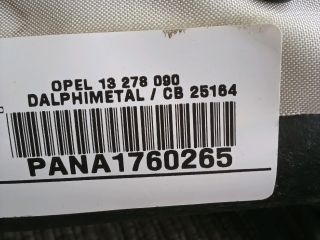 OPEL 13 278 090
DALPHIMETAL / CB 25164
PANA1760265